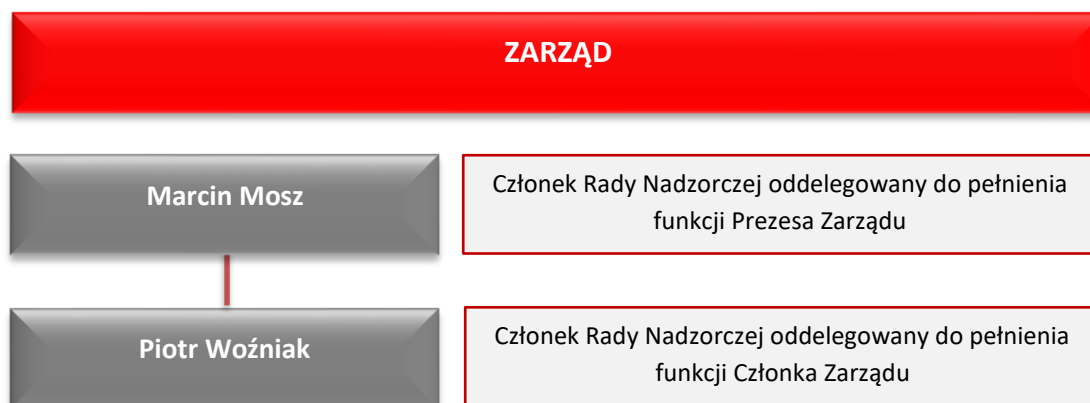 ZARZĄD
Marcin Mosz
Członek Rady Nadzorczej oddelegowany do pełnienia
funkcji Prezesa Zarządu
Piotr Woźniak
Członek Rady Nadzorczej oddelegowany do pełnienia
funkcji Członka Zarządu